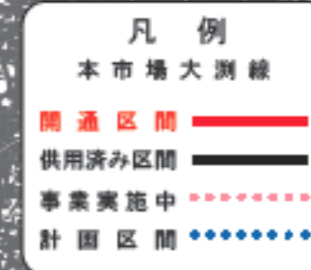 凡例
本市場大渕線
開通区間
供用済み区間
事業実施中
計画区間